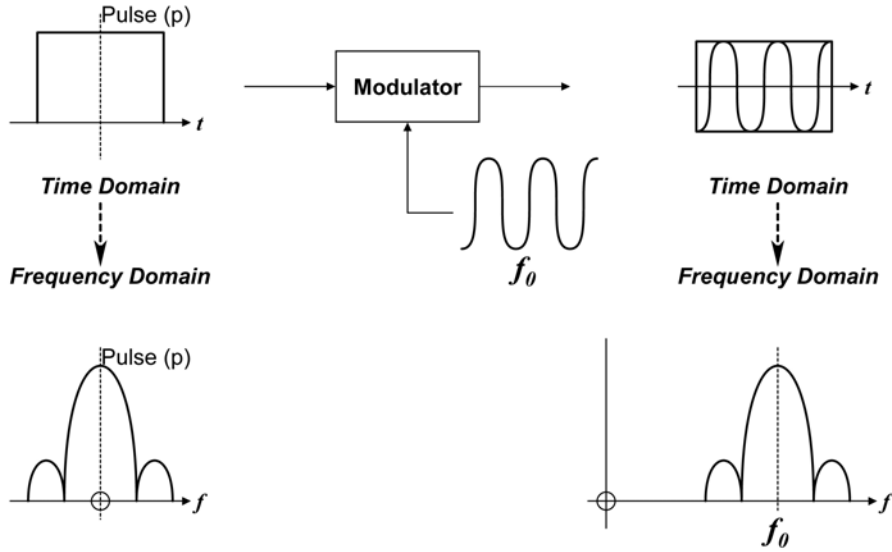 Pulse (p)
t
Modulator
t
Time Domain
Time Domain
f0
Frequency Domain
Frequency Domain
Pulse (p)
f
f
f0